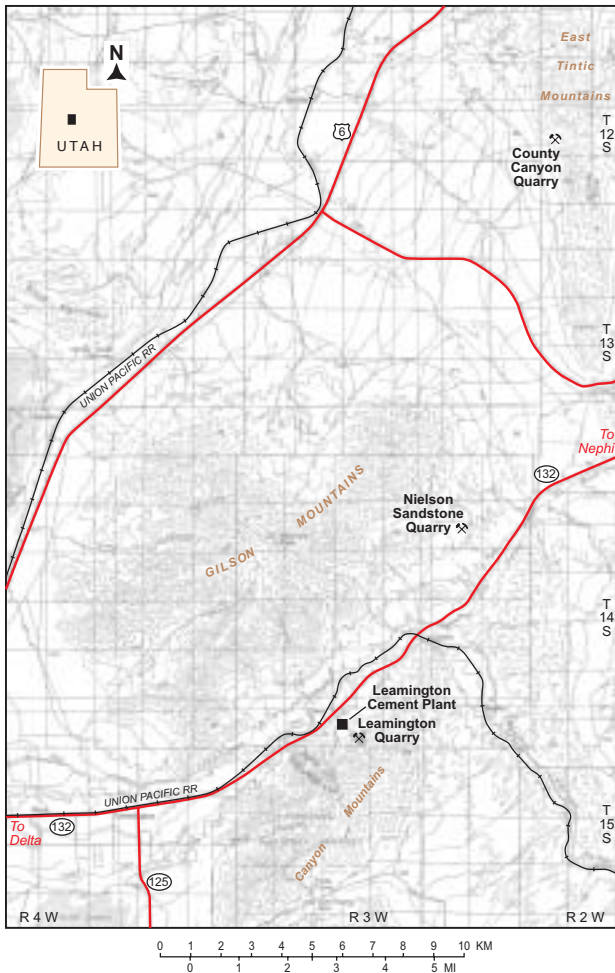 N
UTAH
East
Tintic
Mountains
6
T
12
S
County
Canyon
Quarry
T
13
S
UNION PACIFIC RR
To
Nephi
132
Nielson
Sandstone
Quarry
GILSON MOUNTAINS
T
14
S
Leamington
Cement Plant
Leamington
Quarry
UNION PACIFIC RR
Canyon Mountains
To
Delta
132
T
15
S
125
R 4 W
R 3 W
R 2 W
0 1 2 3 4 5 6 7 8 9 10 KM
0 1 2 3 4 5 MI